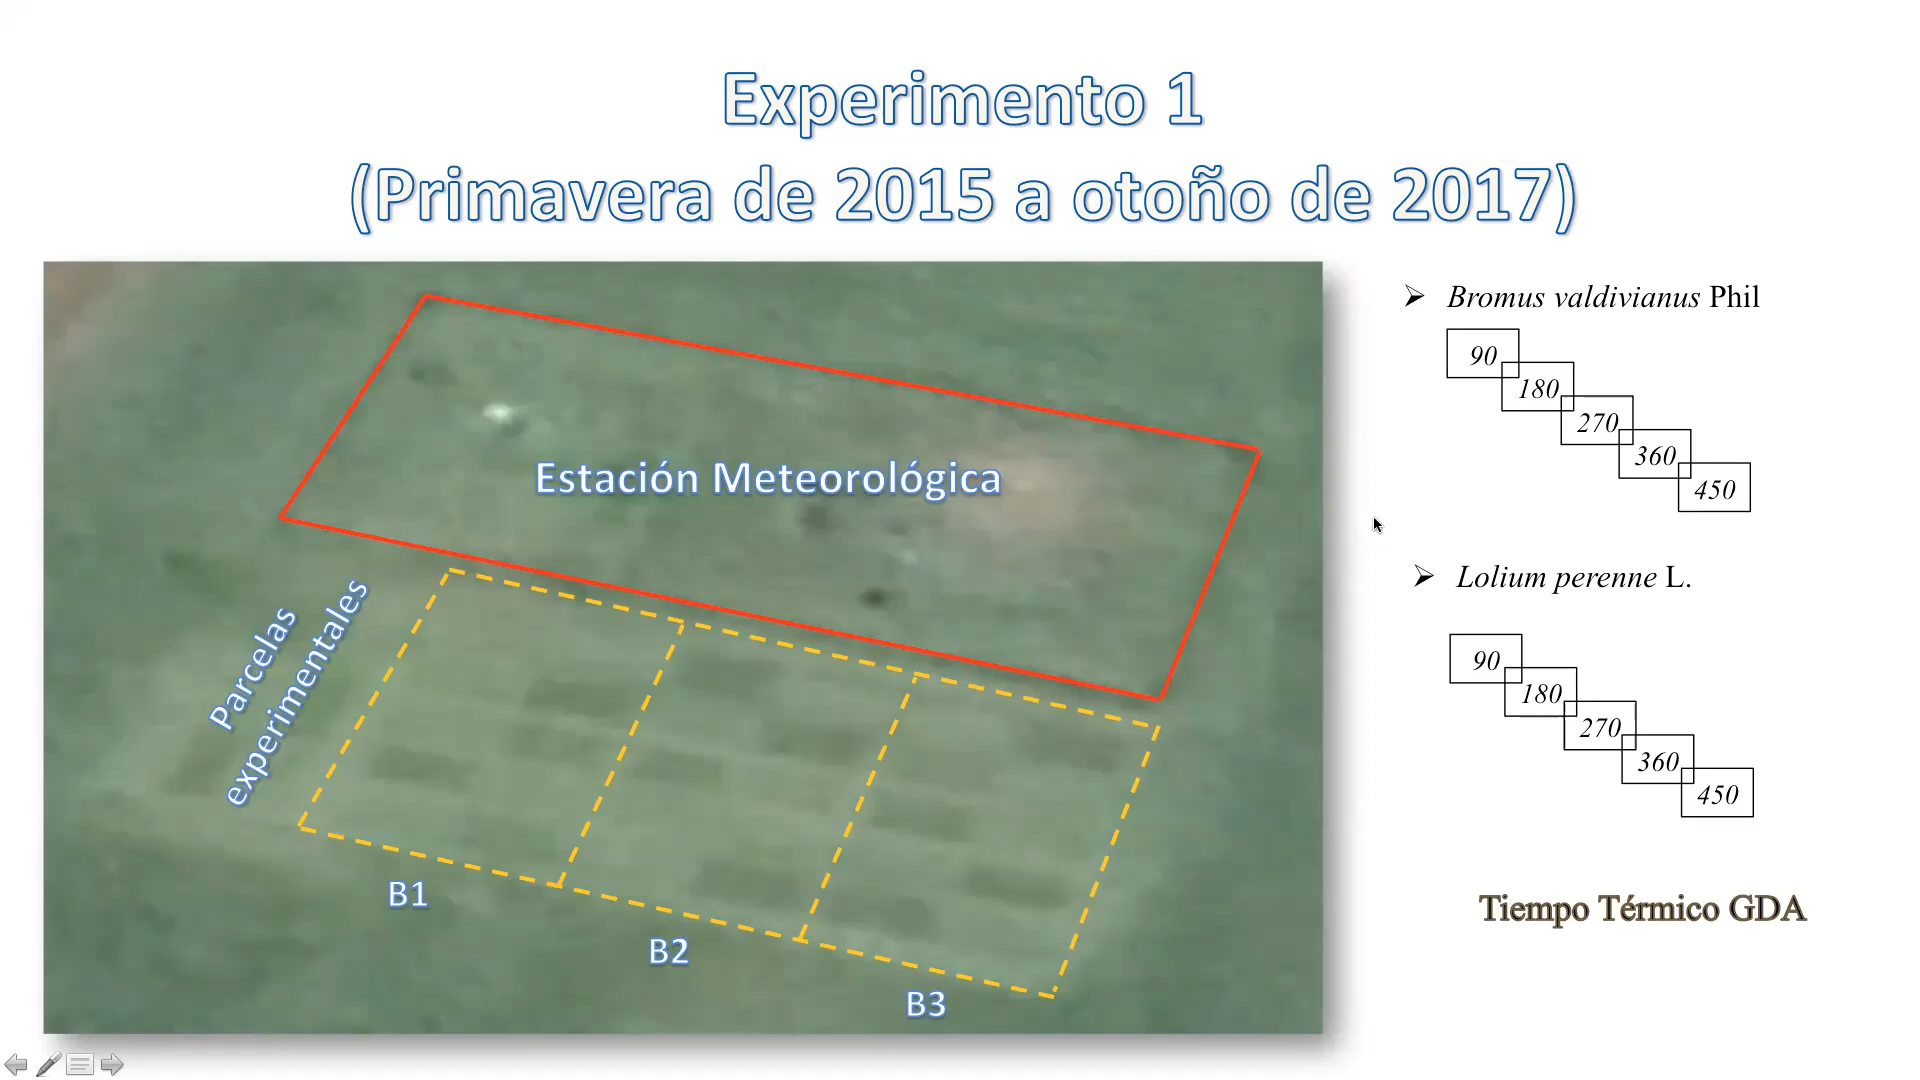 Experimento 1
(Primavera de 2015 a otoño de 2017)
Estación Meteorológica
Parcelas
experimentales
B1
B2
B3
Bromus valdivianus Phil
90
180
270
360
450
Lolium perenne L.
90
180
270
360
450
Tiempo Térmico GDA